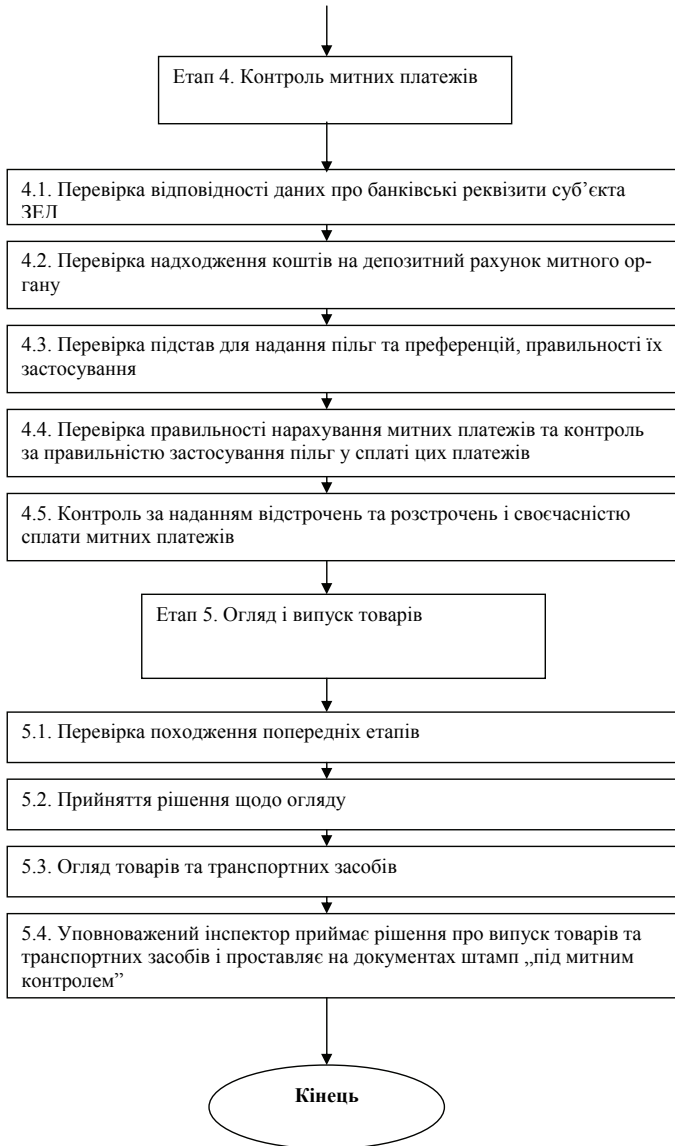 Етап 4. Контроль митних платежів
4.1. Перевірка відповідності даних про банківські реквізити суб’єкта
ЗЕД
4.2. Перевірка надходження коштів на депозитний рахунок митного ор-
гану
4.3. Перевірка підстав для надання пільг та преференцій, правильності їх
застосування
4.4. Перевірка правильності нарахування митних платежів та контроль
за правильністю застосування пільг у сплаті цих платежів
4.5. Контроль за наданням відстрочень та розстрочень і своєчасністю
сплати митних платежів
Етап 5. Огляд і випуск товарів
5.1. Перевірка походження попередніх етапів
5.2. Прийняття рішення щодо огляду
5.3. Огляд товарів та транспортних засобів
5.4. Уповноважений інспектор приймає рішення про випуск товарів та
транспортних засобів і проставляє на документах штамп „під митним
контролем”
Кінець